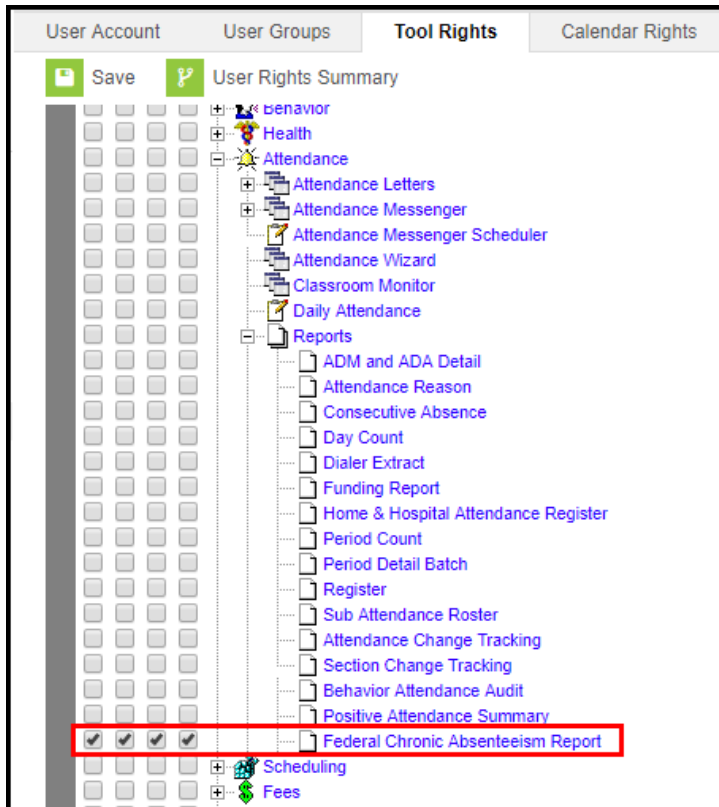 User Account User Groups Tool Rights Calendar Rights
Save User Rights Summary
Behavior
Health
Attendance
Attendance Letters
Attendance Messenger
Attendance Messenger Scheduler
Attendance Wizard
Classroom Monitor
Daily Attendance
Reports
ADM and ADA Detail
Attendance Reason
Consecutive Absence
Day Count
Dialer Extract
Funding Report
Home & Hospital Attendance Register
Period Count
Period Detail Batch
Register
Sub Attendance Roster
Attendance Change Tracking
Section Change Tracking
Behavior Attendance Audit
Positive Attendance Summary
Federal Chronic Absenteeism Report
Scheduling
Fees